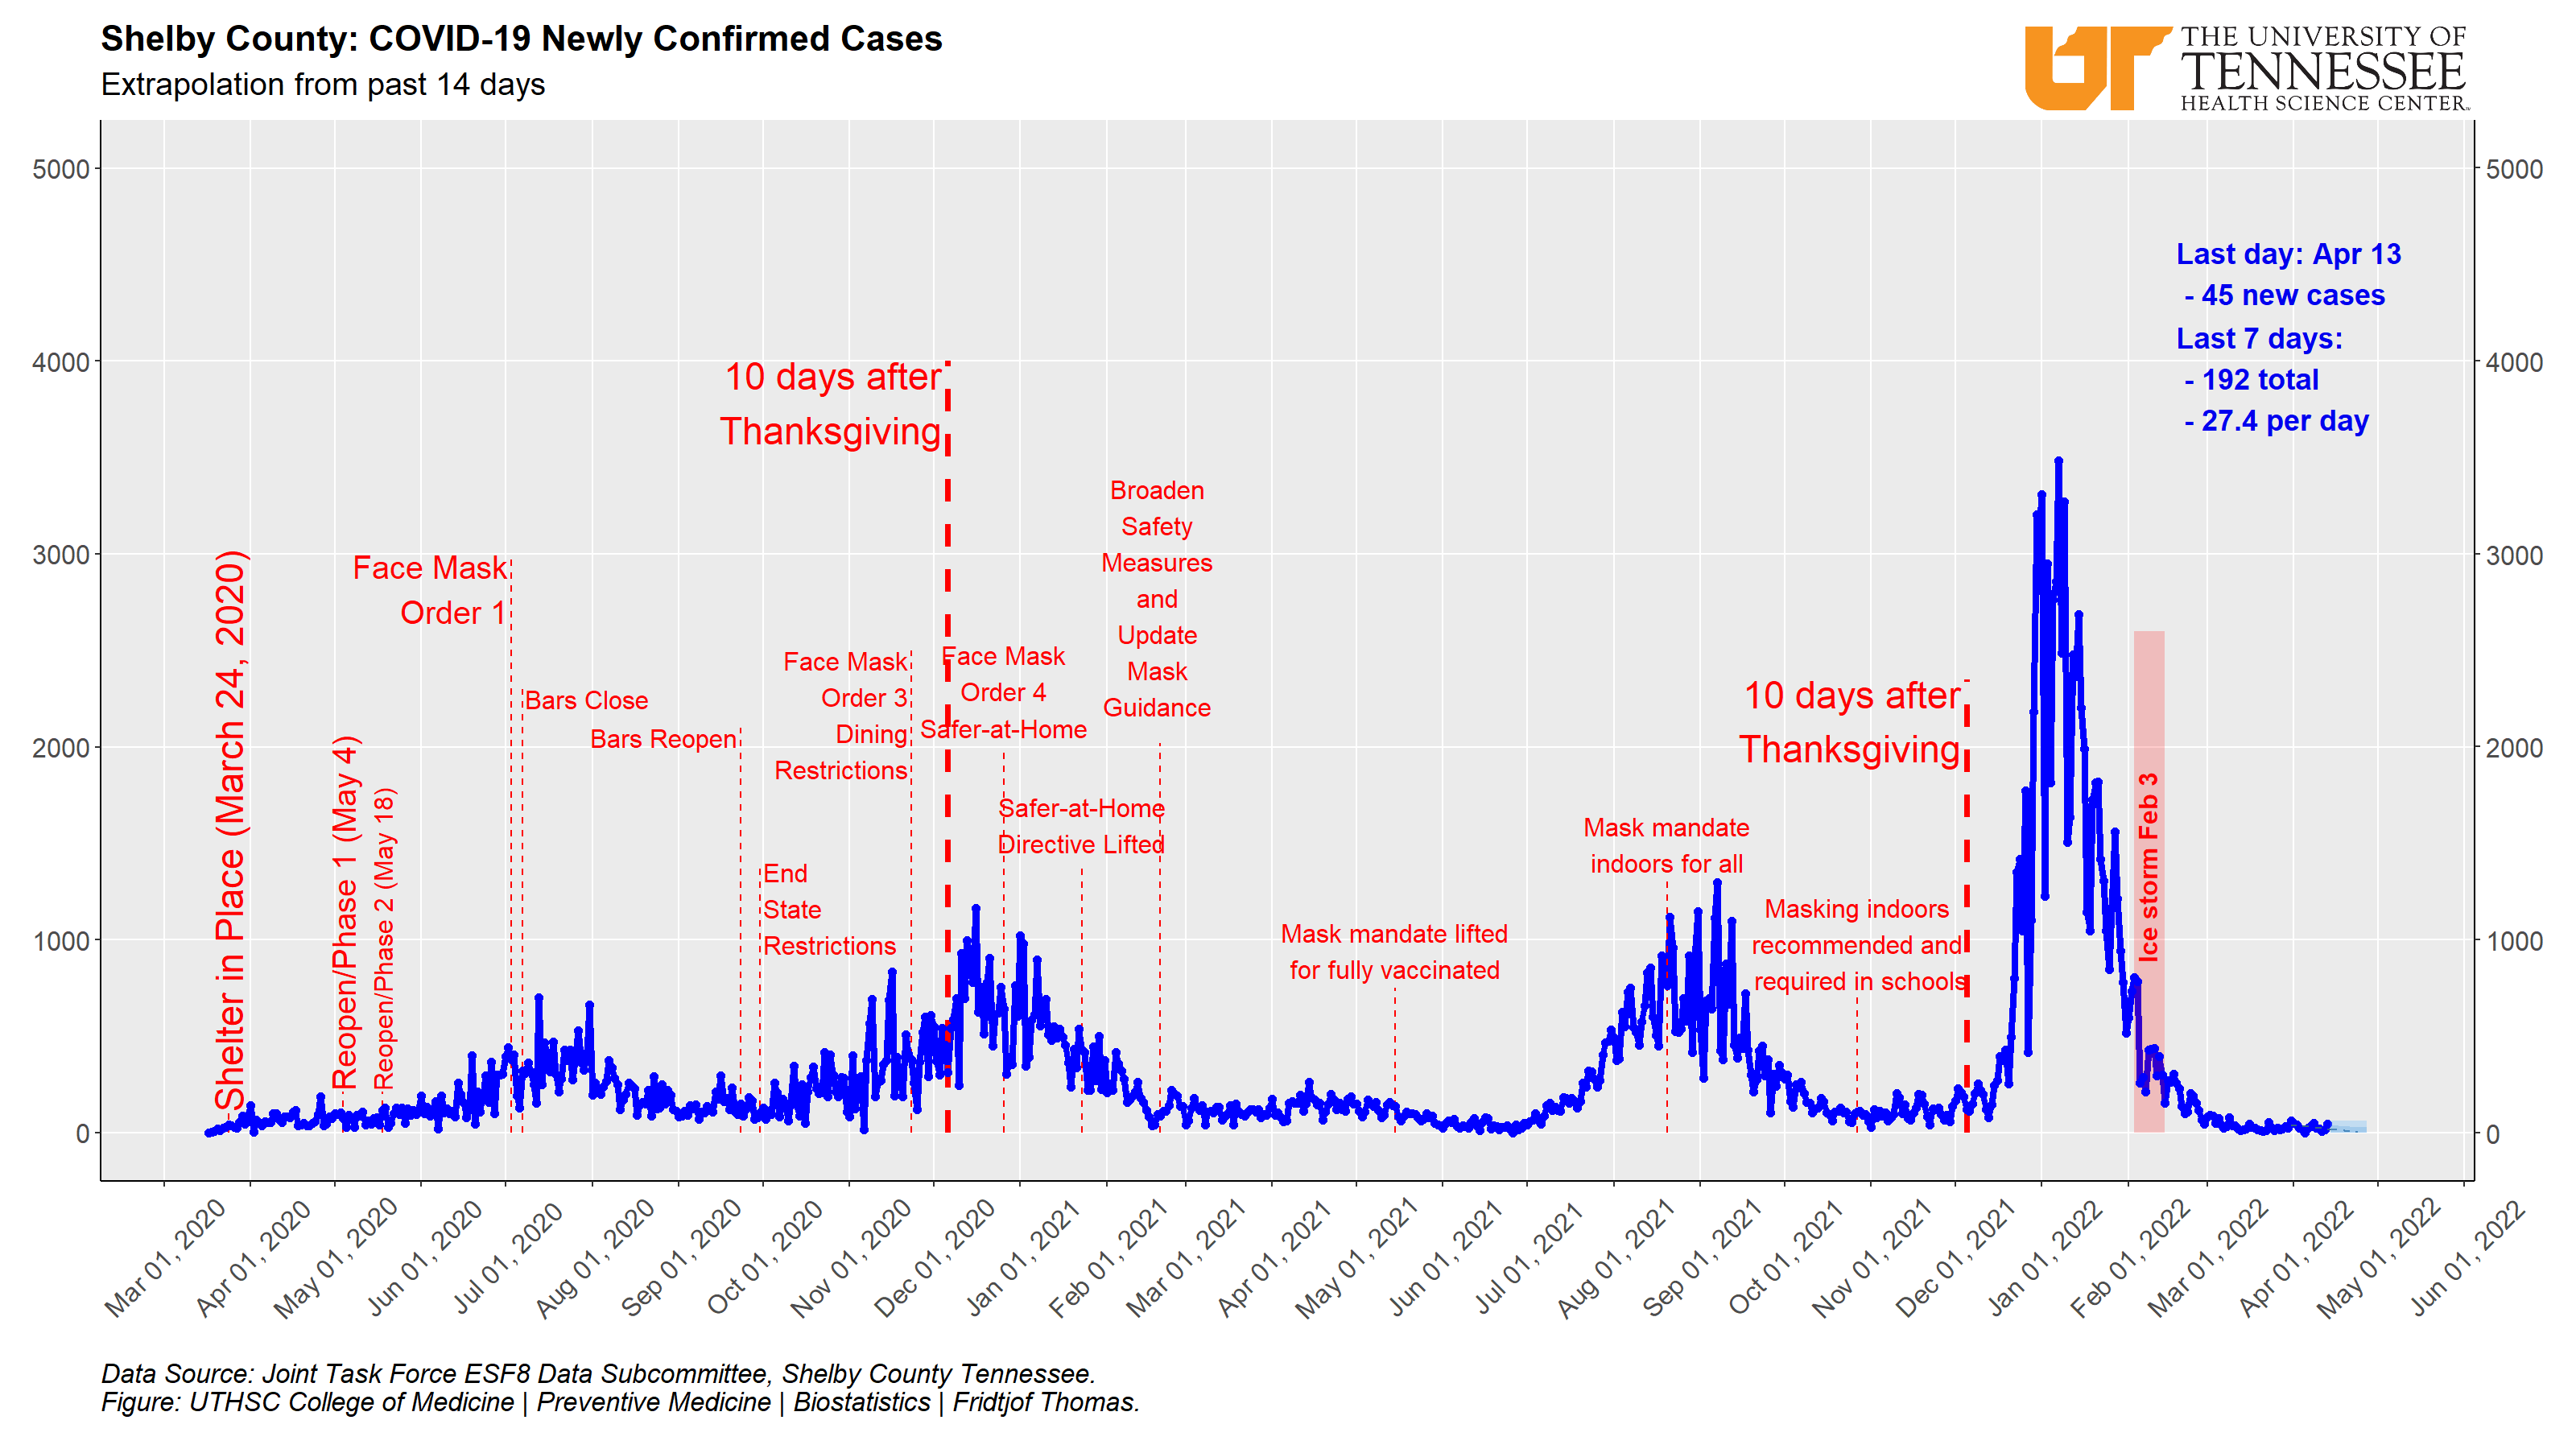 Shelby County: COVID-19 Newly Confirmed Cases
Extrapolation from past 14 days
THE UNIVERSITY OF
TENNESSEE
HEALTH SCIENCE CENTER
5000
4000
3000
2000
1000
0
5000
4000
3000
2000
1000
0
Last day: Apr 13
- 45 new cases
Last 7 days:
- 192 total
- 27.4 per day
Shelter in Place (March 24, 2020)
Reopen/Phase 1 (May 4)
Reopen/Phase 2 (May 18)
Face Mask
Order 1
Bars Close
Bars Reopen
End
State
Restrictions
Face Mask
Order 3
Dining
Restrictions
10 days after
Thanksgiving
Face Mask
Order 4
Safer-at-Home
Safer-at-Home
Directive Lifted
Broaden
Safety
Measures
and
Update
Mask
Guidance
Mask mandate lifted
for fully vaccinated
Mask mandate
indoors for all
Masking indoors
recommended and
required in schools
10 days after
Thanksgiving
Ice storm Feb 3
Mar 01, 2020
Apr 01, 2020
May 01, 2020
Jun 01, 2020
Jul 01, 2020
Aug 01, 2020
Sep 01, 2020
Oct 01, 2020
Nov 01, 2020
Dec 01, 2020
Jan 01, 2021
Feb 01, 2021
Mar 01, 2021
Apr 01, 2021
May 01, 2021
Jun 01, 2021
Jul 01, 2021
Aug 01, 2021
Sep 01, 2021
Oct 01, 2021
Nov 01, 2021
Dec 01, 2021
Jan 01, 2022
Feb 01, 2022
Mar 01, 2022
Apr 01, 2022
May 01, 2022
Jun 01, 2022
Data Source: Joint Task Force ESF8 Data Subcommittee, Shelby County Tennessee.
Figure: UTHSC College of Medicine | Preventive Medicine | Biostatistics | Fridtjof Thomas.